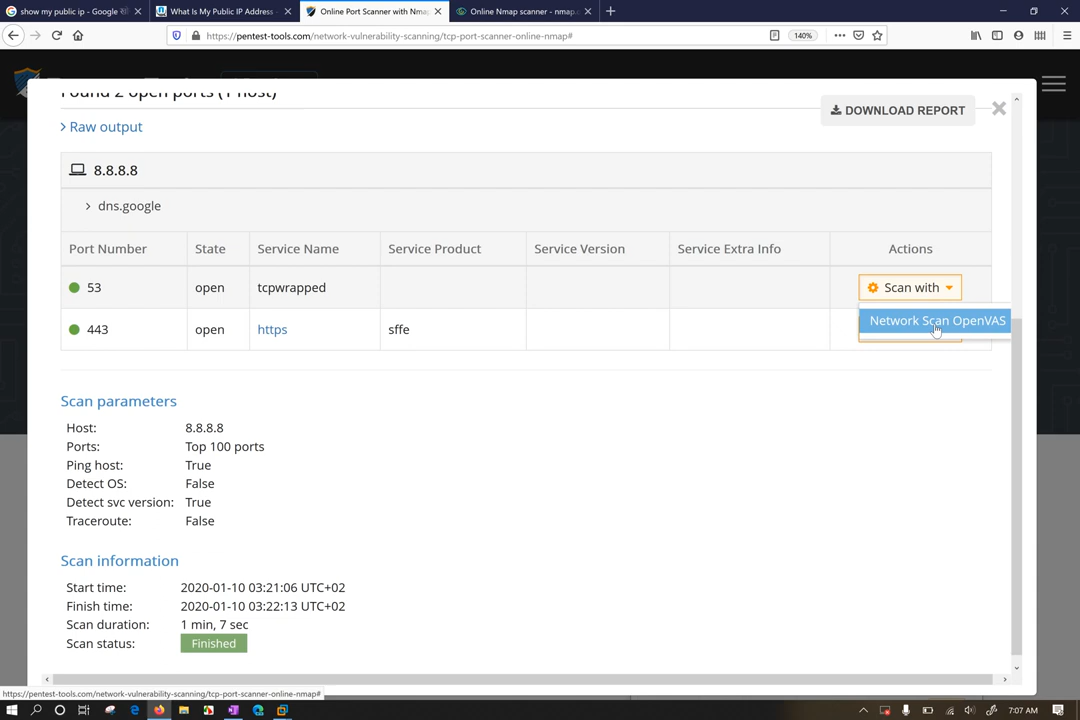 show my public ip - Google
What Is My Public IP Address -
Online Port Scanner with Nma
Online Nmap scanner - nmap.
https://pentest-tools.com/network-vulnerability-scanning/tcp-port-scanner-online-nmap#
140%
Found 2 open ports (1 host)
DOWNLOAD REPORT
Raw output
8.8.8.8
dns.google
Port Number State Service Name Service Product Service Version Service Extra Info Actions
53 open tcpwrapped Scan with
Network Scan OpenVAS
443 open https sffe
Scan parameters
Host: 8.8.8.8
Ports: Top 100 ports
Ping host: True
Detect OS: False
Detect svc version: True
Traceroute: False
Scan information
Start time: 2020-01-10 03:21:06 UTC+02
Finish time: 2020-01-10 03:22:13 UTC+02
Scan duration: 1 min, 7 sec
Scan status: Finished
https://pentest-tools.com/network-vulnerability-scanning/tcp-port-scanner-online-nmap#
7:07 AM